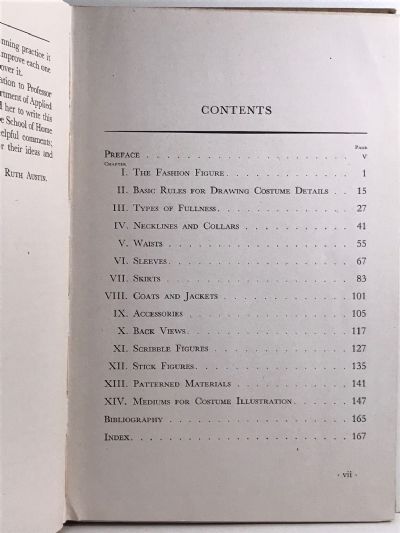 nning practice it
mprove each one
over it.
ation to Professor
rtment of Applied
her to write this
e School of Home
elpful comments;
r their ideas and
Ruth Austin.
CONTENTS
Page
Preface . . . . . . . . . . . . . . . . v
Chapter
I. The Fashion Figure . . . . . . . . . . 1
II. Basic Rules for Drawing Costume Details . . 15
III. Types of Fullness . . . . . . . . . . 27
IV. Necklines and Collars . . . . . . . . . 41
V. Waists . . . . . . . . . . . . . . 55
VI. Sleeves . . . . . . . . . . . . . . 67
VII. Skirts . . . . . . . . . . . . . . 83
VIII. Coats and Jackets . . . . . . . . . . 101
IX. Accessories . . . . . . . . . . . . 105
X. Back Views . . . . . . . . . . . . 117
XI. Scribble Figures . . . . . . . . . . 127
XII. Stick Figures . . . . . . . . . . . 135
XIII. Patterned Materials . . . . . . . . . 141
XIV. Mediums for Costume Illustration . . . . . 147
Bibliography . . . . . . . . . . . . . . 165
Index . . . . . . . . . . . . . . . . 167
· vii ·